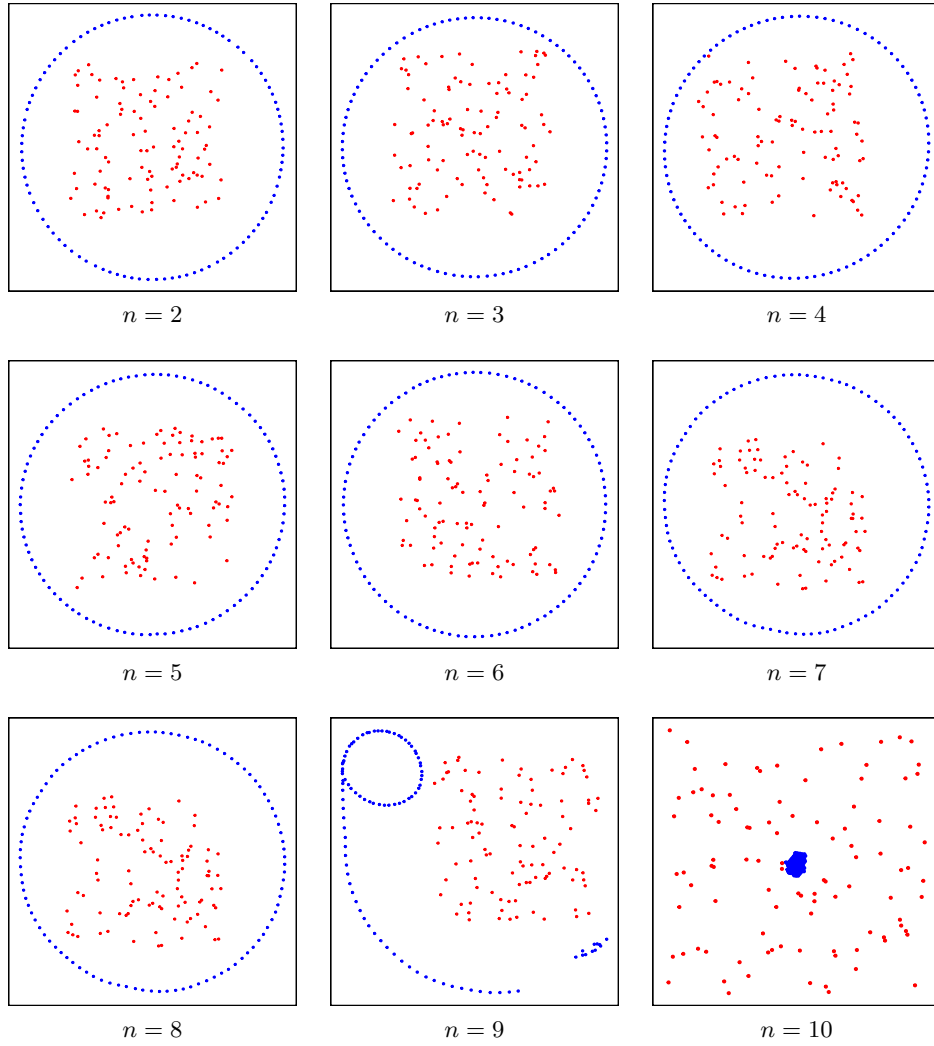 n = 2
n = 3
n = 4
n = 5
n = 6
n = 7
n = 8
n = 9
n = 10